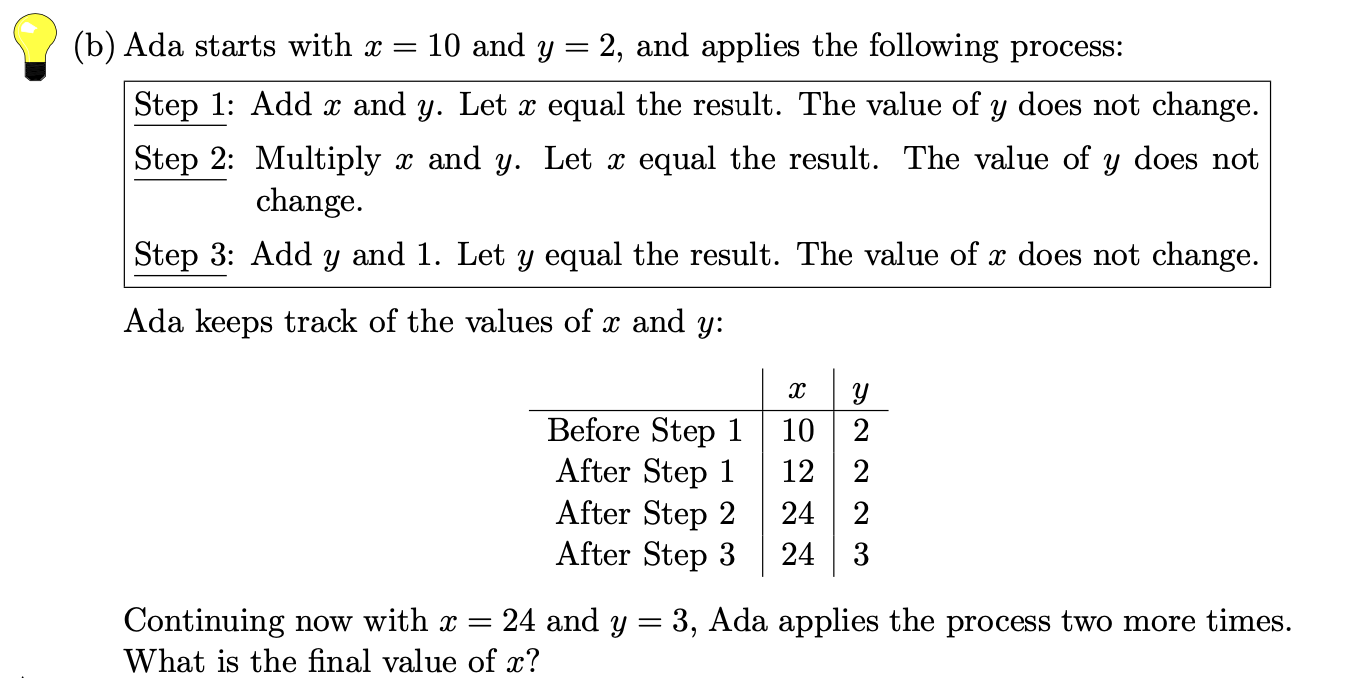 (b) Ada starts with x = 10 and y = 2, and applies the following process:
Step 1: Add x and y. Let x equal the result. The value of y does not change.
Step 2: Multiply x and y. Let x equal the result. The value of y does not
change.
Step 3: Add y and 1. Let y equal the result. The value of x does not change.
Ada keeps track of the values of x and y:
x y
Before Step 1 10 2
After Step 1 12 2
After Step 2 24 2
After Step 3 24 3
Continuing now with x = 24 and y = 3, Ada applies the process two more times.
What is the final value of x?